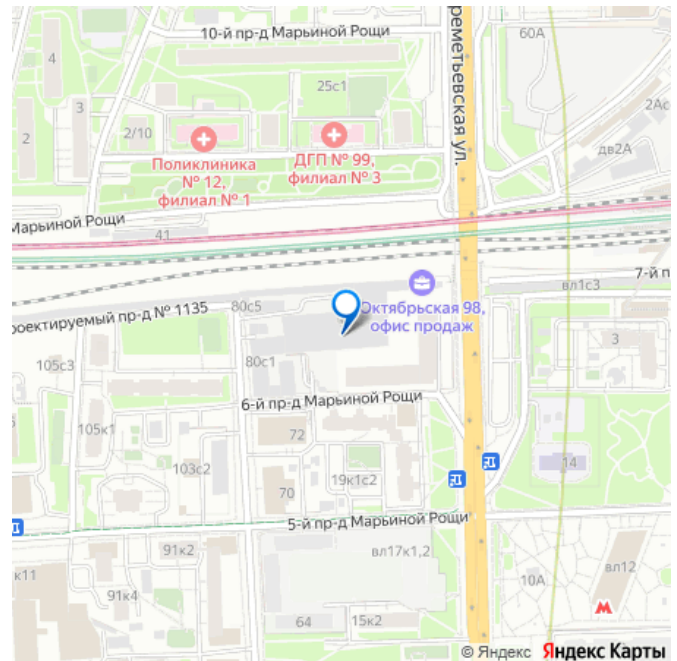 10-й пр-д Марьиной Рощи
60А
реметьевская ул.
4
25с1
3
2/10
2
2Ас
дв2А
Поликлиника
№ 12,
филиал № 1
ДГП № 99,
филиал № 3
Марьиной Рощи
41
7-й п
вл1с3
Октябрьская 98,
офис продаж
роектируемый пр-д № 1135
80с5
3
105с3
80с1
6-й пр-д Марьиной Рощи
105к1
72
103с2
19к1с2
14
70
5-й пр-д Марьиной Рощи
91к2
вл17к1,2
к11
10А
вл12
91к4
64
15к2
© Яндекс Яндекс Карты